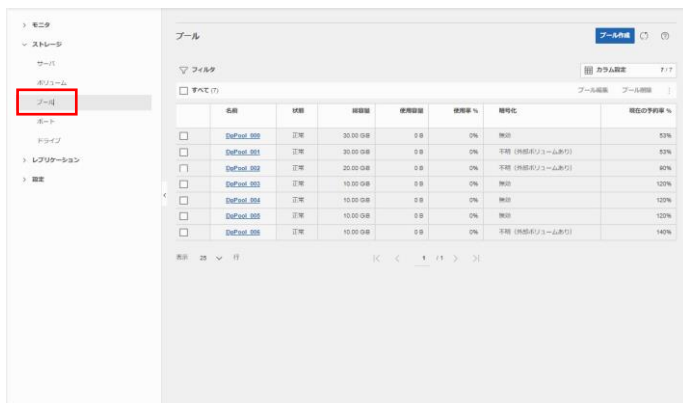 モニタ
ストレージ
サーバ
ボリューム
プール
ポート
ドライブ
レプリケーション
設定
プール
プール作成
フィルタ
カラム設定 7 / 7
すべて (7) プール編集 プール削除
名前 状態 総容量 使用容量 使用率 % 暗号化 現在の予約率 %
DpPool_000 正常 30.00 GiB 0 B 0% 無効 53%
DpPool_001 正常 30.00 GiB 0 B 0% 不明 (外部ボリュームあり) 53%
DpPool_002 正常 20.00 GiB 0 B 0% 不明 (外部ボリュームあり) 80%
DpPool_003 正常 10.00 GiB 0 B 0% 無効 120%
DpPool_004 正常 10.00 GiB 0 B 0% 無効 120%
DpPool_005 正常 10.00 GiB 0 B 0% 無効 120%
DpPool_006 正常 10.00 GiB 0 B 0% 不明 (外部ボリュームあり) 140%
表示 25 行 1 / 1